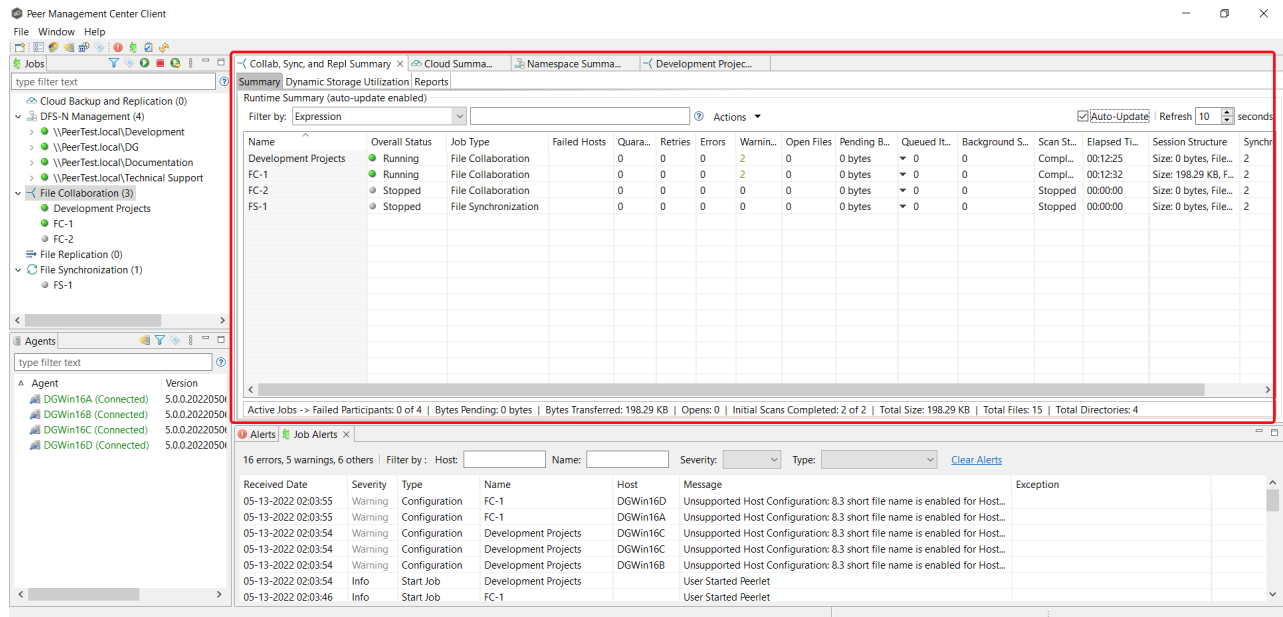 Peer Management Center Client
File Window Help
Jobs
type filter text
Cloud Backup and Replication (0)
DFS-N Management (4)
\\PeerTest.local\Development
\\PeerTest.local\DG
\\PeerTest.local\Documentation
\\PeerTest.local\Technical Support
File Collaboration (3)
Development Projects
FC-1
FC-2
File Replication (0)
File Synchronization (1)
FS-1
Agents
type filter text
Agent Version
DGWin16A (Connected) 5.0.0.2022050
DGWin16B (Connected) 5.0.0.2022050
DGWin16C (Connected) 5.0.0.2022050
DGWin16D (Connected) 5.0.0.2022050
Collab, Sync, and Repl Summary Cloud Summa... Namespace Summa... Development Projec...
Summary Dynamic Storage Utilization Reports
Runtime Summary (auto-update enabled)
Filter by: Expression Actions Auto-Update Refresh 10 seconds
Name Overall Status Job Type Failed Hosts Quara... Retries Errors Warnin... Open Files Pending B... Queued It... Background S... Scan St... Elapsed Ti... Session Structure Synchr
Development Projects Running File Collaboration 0 0 0 2 0 0 bytes 0 0 Compl... 00:12:25 Size: 0 bytes, File... 2
FC-1 Running File Collaboration 0 0 0 2 0 0 bytes 0 0 Compl... 00:12:32 Size: 198.29 KB, F... 2
FC-2 Stopped File Collaboration 0 0 0 0 0 0 bytes 0 0 Stopped 00:00:00 Size: 0 bytes, File... 2
FS-1 Stopped File Synchronization 0 0 0 0 0 0 bytes 0 0 Stopped 00:00:00 Size: 0 bytes, File... 2
Active Jobs -> Failed Participants: 0 of 4 | Bytes Pending: 0 bytes | Bytes Transferred: 198.29 KB | Opens: 0 | Initial Scans Completed: 2 of 2 | Total Size: 198.29 KB | Total Files: 15 | Total Directories: 4
Alerts Job Alerts
16 errors, 5 warnings, 6 others Filter by : Host: Name: Severity: Type: Clear Alerts
Received Date Severity Type Name Host Message Exception
05-13-2022 02:03:55 Warning Configuration FC-1 DGWin16D Unsupported Host Configuration: 8.3 short file name is enabled for Host...
05-13-2022 02:03:55 Warning Configuration FC-1 DGWin16A Unsupported Host Configuration: 8.3 short file name is enabled for Host...
05-13-2022 02:03:54 Warning Configuration Development Projects DGWin16C Unsupported Host Configuration: 8.3 short file name is enabled for Host...
05-13-2022 02:03:54 Warning Configuration Development Projects DGWin16C Unsupported Host Configuration: 8.3 short file name is enabled for Host...
05-13-2022 02:03:54 Warning Configuration Development Projects DGWin16B Unsupported Host Configuration: 8.3 short file name is enabled for Host...
05-13-2022 02:03:54 Info Start Job Development Projects User Started Peerlet
05-13-2022 02:03:46 Info Start Job FC-1 User Started Peerlet